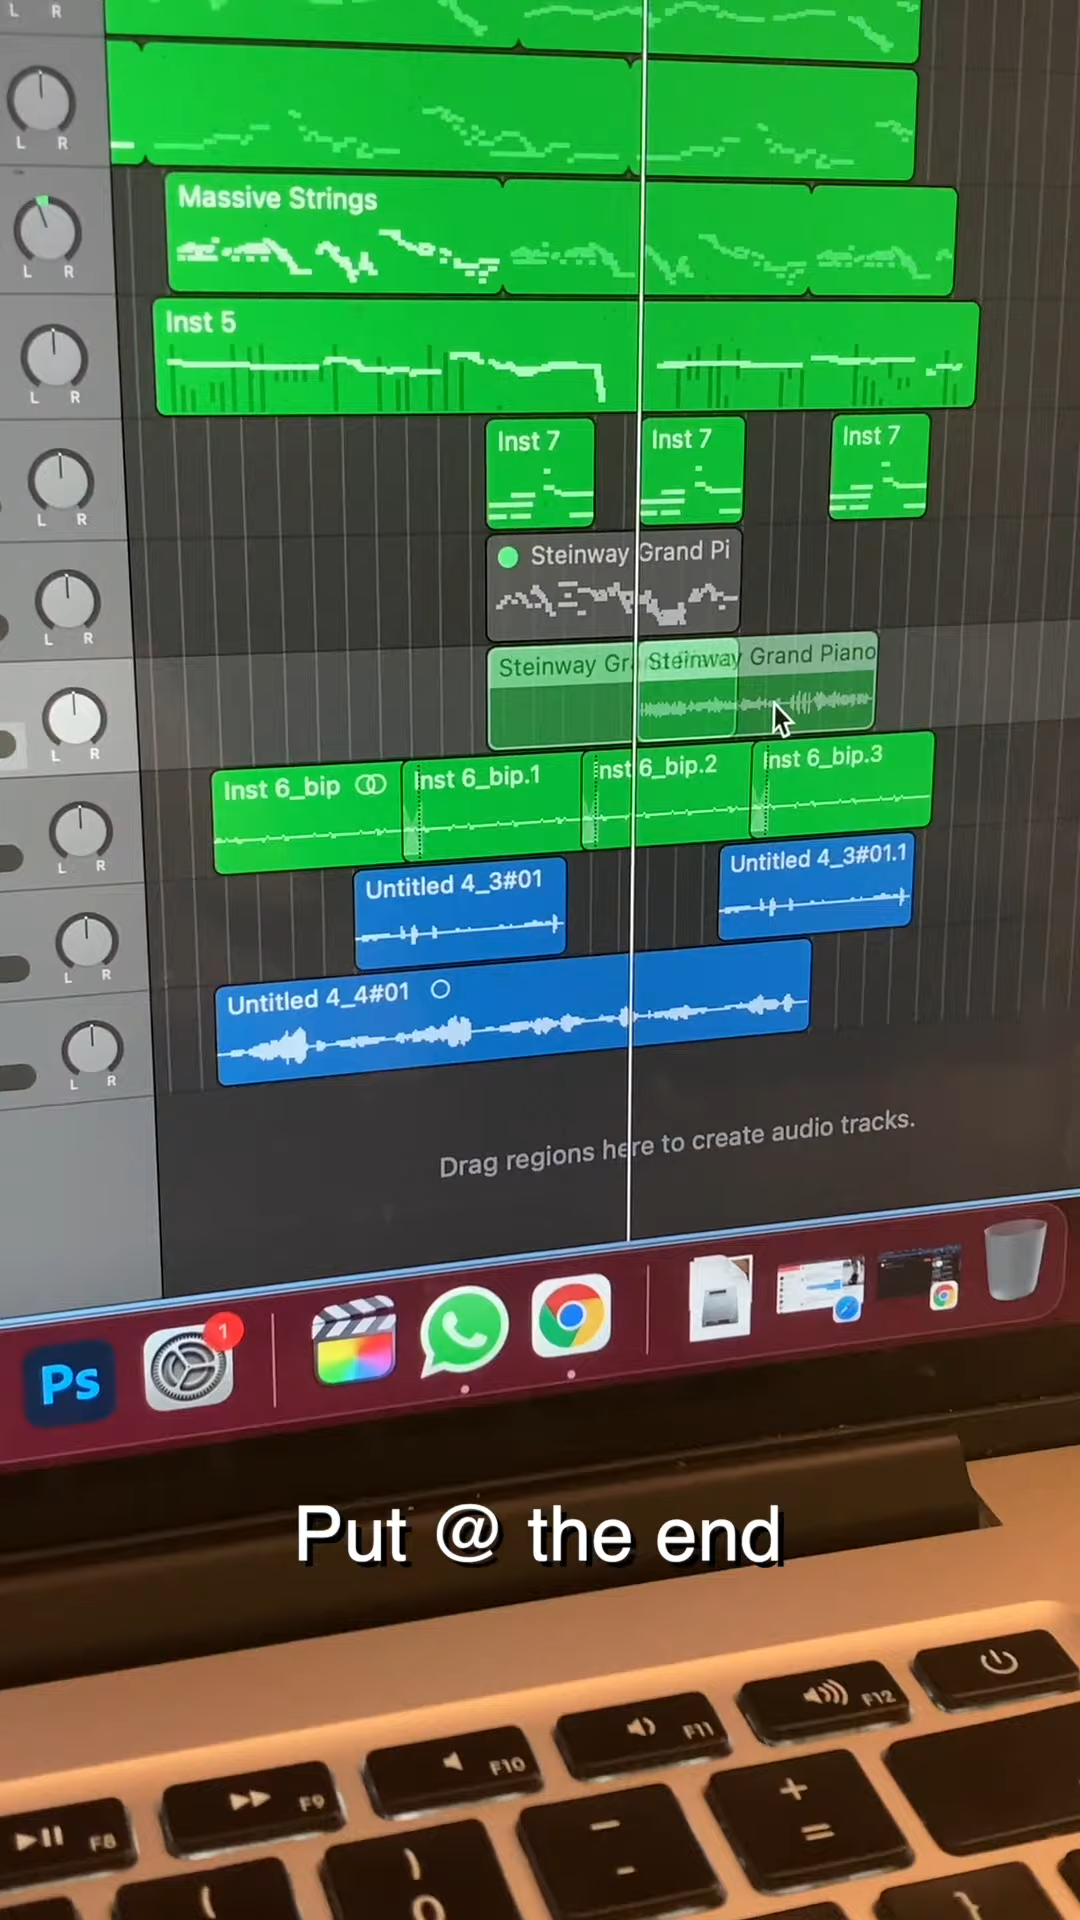 L R
L R
Massive Strings
L R
Inst 5
L R
Inst 7
Inst 7
Inst 7
L R
Steinway Grand Pi
L R
Steinway Gr
Steinway Grand Piano
L R
Inst 6_bip
Inst 6_bip.1
Inst 6_bip.2
Inst 6_bip.3
L R
Untitled 4_3#01
Untitled 4_3#01.1
L R
Untitled 4_4#01
L R
Drag regions here to create audio tracks.
Ps
1
Put @ the end
F8
F9
F10
F11
F12
(
)
0
-
-
+
=
}